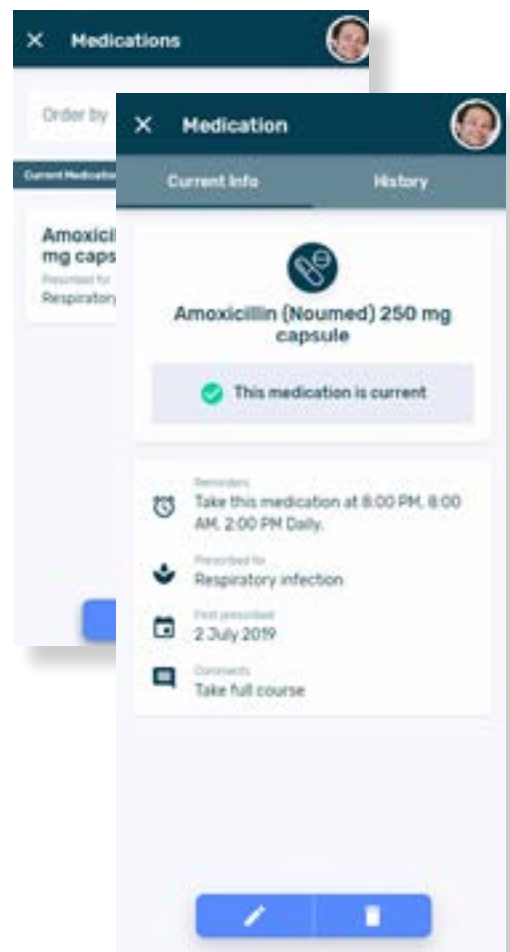 Medications
Order by
Current Medicatio
Amoxicil
mg caps
Prescribed for
Respiratory
Medication
Current Info
History
Amoxicillin (Noumed) 250 mg
capsule
This medication is current
Reminders
Take this medication at 8:00 PM, 8:00
AM, 2:00 PM Daily.
Prescribed for
Respiratory infection
First prescribed
2 July 2019
Comments
Take full course